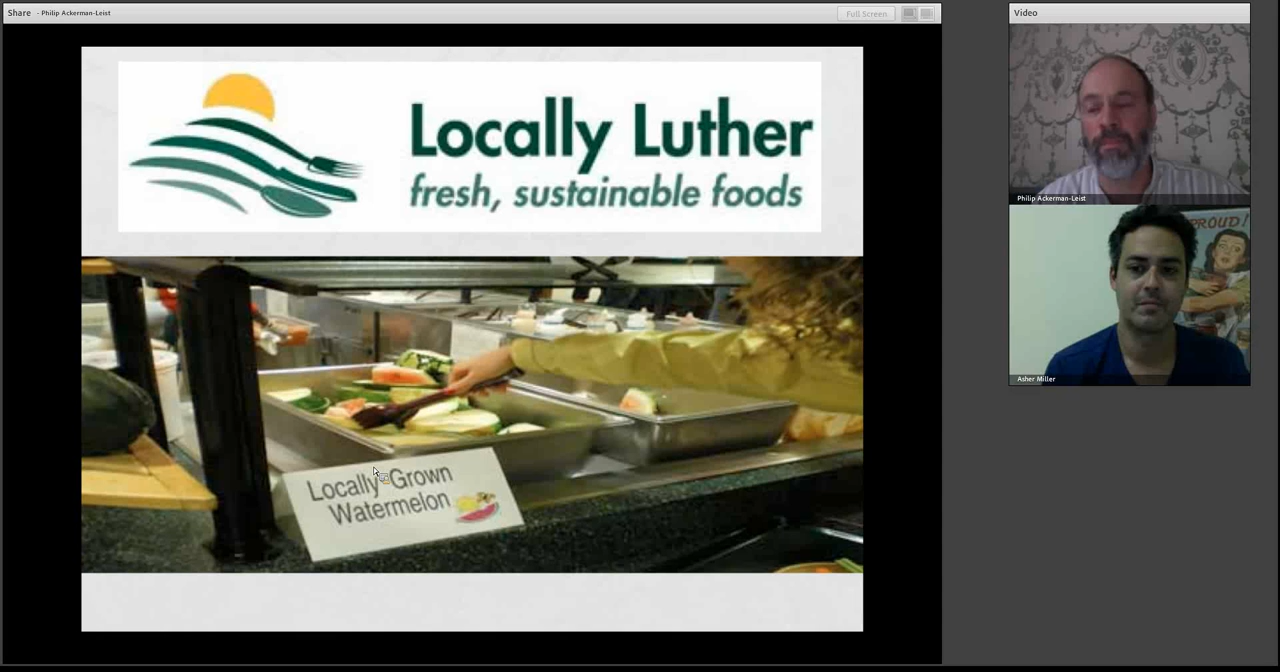 Share - Philip Ackerman-Leist
Full Screen
Video
Locally Luther
fresh, sustainable foods
Locally-Grown
Watermelon
Philip Ackerman-Leist
PROUD!
Asher Miller